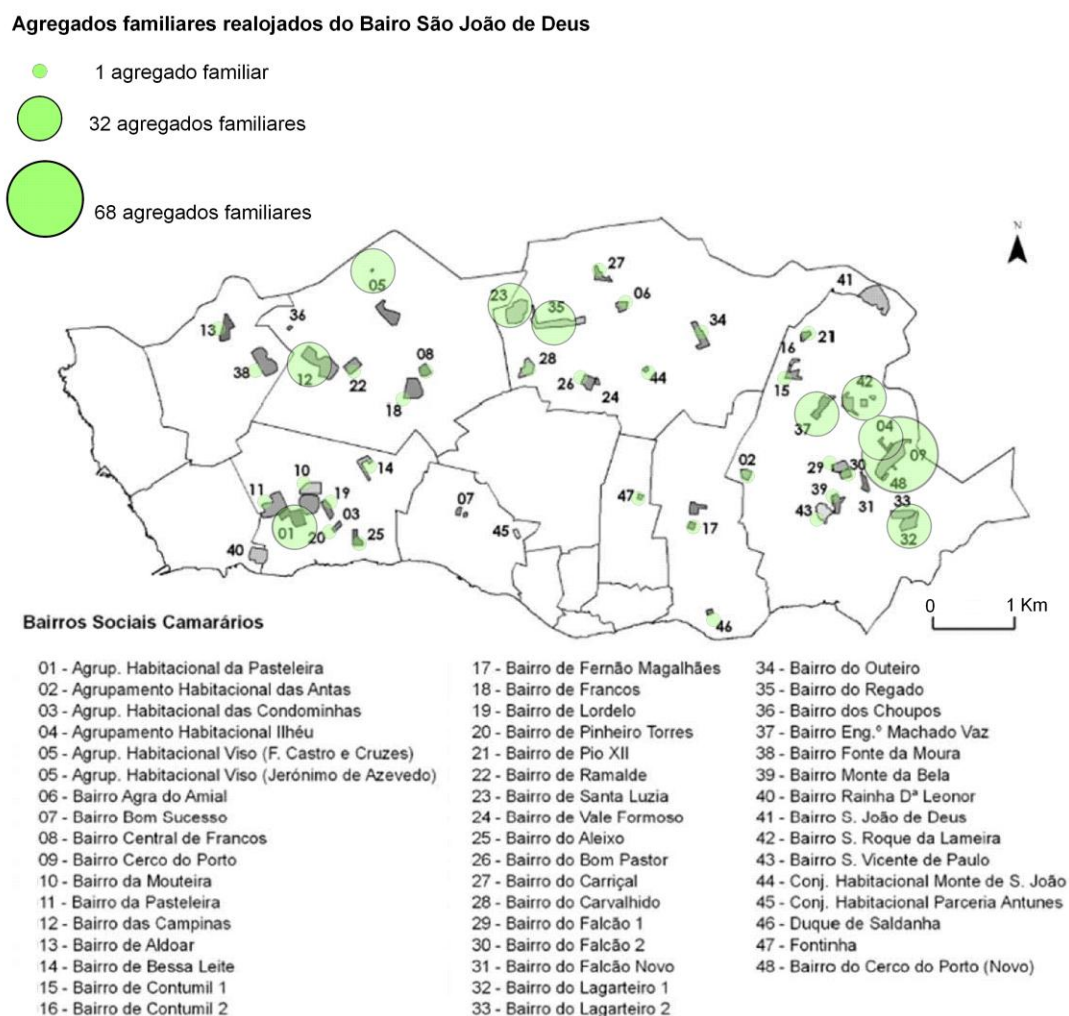 Agregados familiares realojados do Bairo São João de Deus
1 agregado familiar
32 agregados familiares
68 agregados familiares
N
27
41
05
23
06
35
36
34
13
21
16
08
28
38
12
22
26
44
15
42
24
18
37
04
09
14
10
02
29
30
48
11
19
07
47
39
03
31
33
43
01
20
25
45
17
32
40
46
0 1 Km
Bairros Sociais Camarários
01 - Agrup. Habitacional da Pasteleira
02 - Agrupamento Habitacional das Antas
03 - Agrup. Habitacional das Condominhas
04 - Agrupamento Habitacional Ilhéu
05 - Agrup. Habitacional Viso (F. Castro e Cruzes)
05 - Agrup. Habitacional Viso (Jerónimo de Azevedo)
06 - Bairro Agra do Amial
07 - Bairro Bom Sucesso
08 - Bairro Central de Francos
09 - Bairro Cerco do Porto
10 - Bairro da Mouteira
11 - Bairro da Pasteleira
12 - Bairro das Campinas
13 - Bairro de Aldoar
14 - Bairro de Bessa Leite
15 - Bairro de Contumil 1
16 - Bairro de Contumil 2
17 - Bairro de Fernão Magalhães
18 - Bairro de Francos
19 - Bairro de Lordelo
20 - Bairro de Pinheiro Torres
21 - Bairro de Pio XII
22 - Bairro de Ramalde
23 - Bairro de Santa Luzia
24 - Bairro de Vale Formoso
25 - Bairro do Aleixo
26 - Bairro do Bom Pastor
27 - Bairro do Carriçal
28 - Bairro do Carvalhido
29 - Bairro do Falcão 1
30 - Bairro do Falcão 2
31 - Bairro do Falcão Novo
32 - Bairro do Lagarteiro 1
33 - Bairro do Lagarteiro 2
34 - Bairro do Outeiro
35 - Bairro do Regado
36 - Bairro dos Choupos
37 - Bairro Eng.º Machado Vaz
38 - Bairro Fonte da Moura
39 - Bairro Monte da Bela
40 - Bairro Rainha Dª Leonor
41 - Bairro S. João de Deus
42 - Bairro S. Roque da Lameira
43 - Bairro S. Vicente de Paulo
44 - Conj. Habitacional Monte de S. João
45 - Conj. Habitacional Parceria Antunes
46 - Duque de Saldanha
47 - Fontinha
48 - Bairro do Cerco do Porto (Novo)